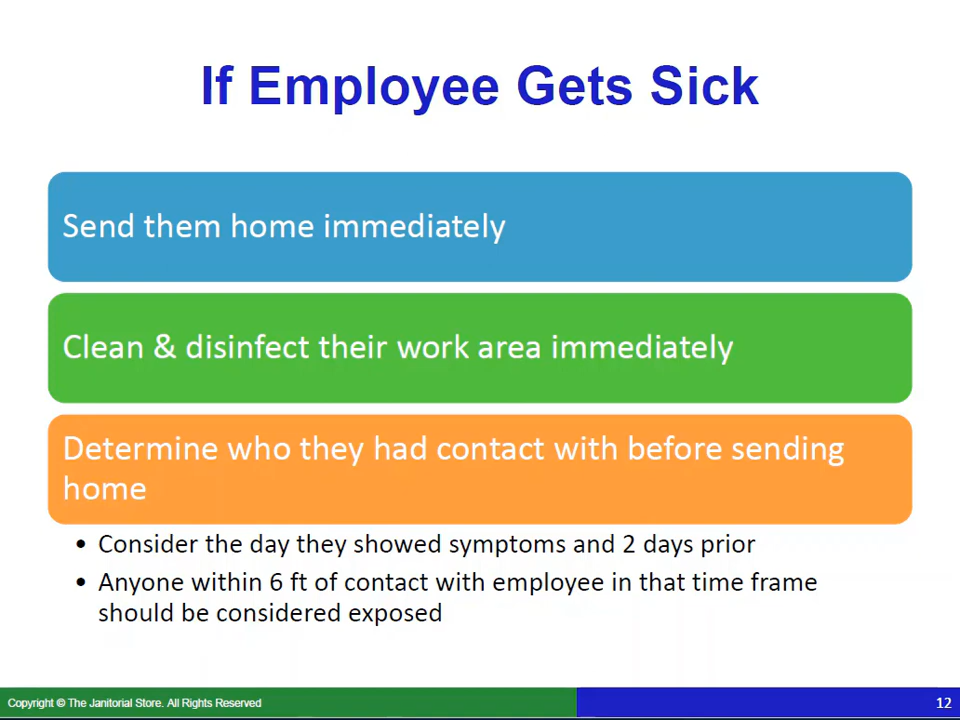 If Employee Gets Sick
Send them home immediately
Clean & disinfect their work area immediately
Determine who they had contact with before sending
home
• Consider the day they showed symptoms and 2 days prior
• Anyone within 6 ft of contact with employee in that time frame
should be considered exposed
Copyright © The Janitorial Store. All Rights Reserved
12